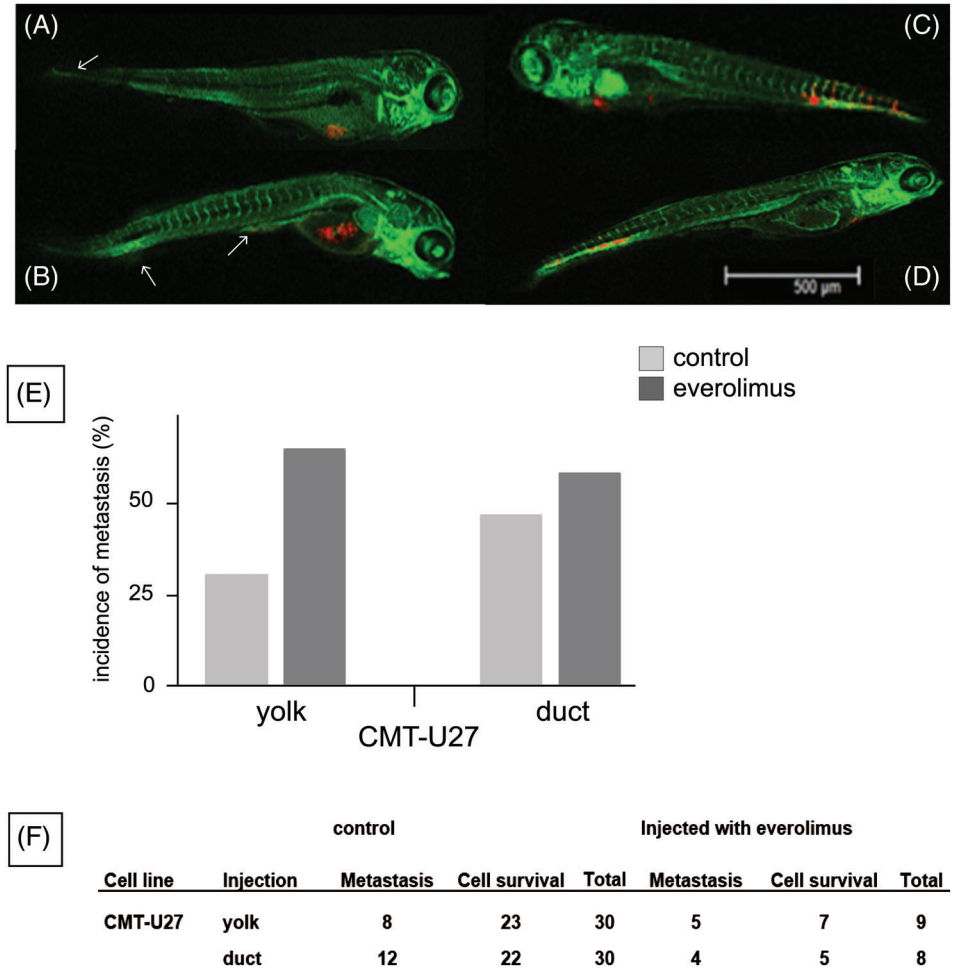 (A)
(C)
(B)
(D)
500 µm
(E)
control
everolimus
incidence of metastasis (%)
50
25
0
yolk
duct
CMT-U27
(F)
control Injected with everolimus
Cell line Injection Metastasis Cell survival Total Metastasis Cell survival Total
CMT-U27 yolk 8 23 30 5 7 9
duct 12 22 30 4 5 8